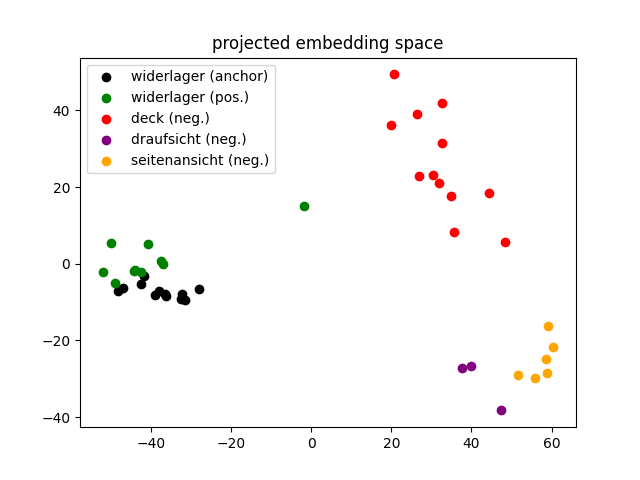 projected embedding space
widerlager (anchor)
widerlager (pos.)
deck (neg.)
draufsicht (neg.)
seitenansicht (neg.)
40
20
0
−20
−40
−40 −20 0 20 40 60